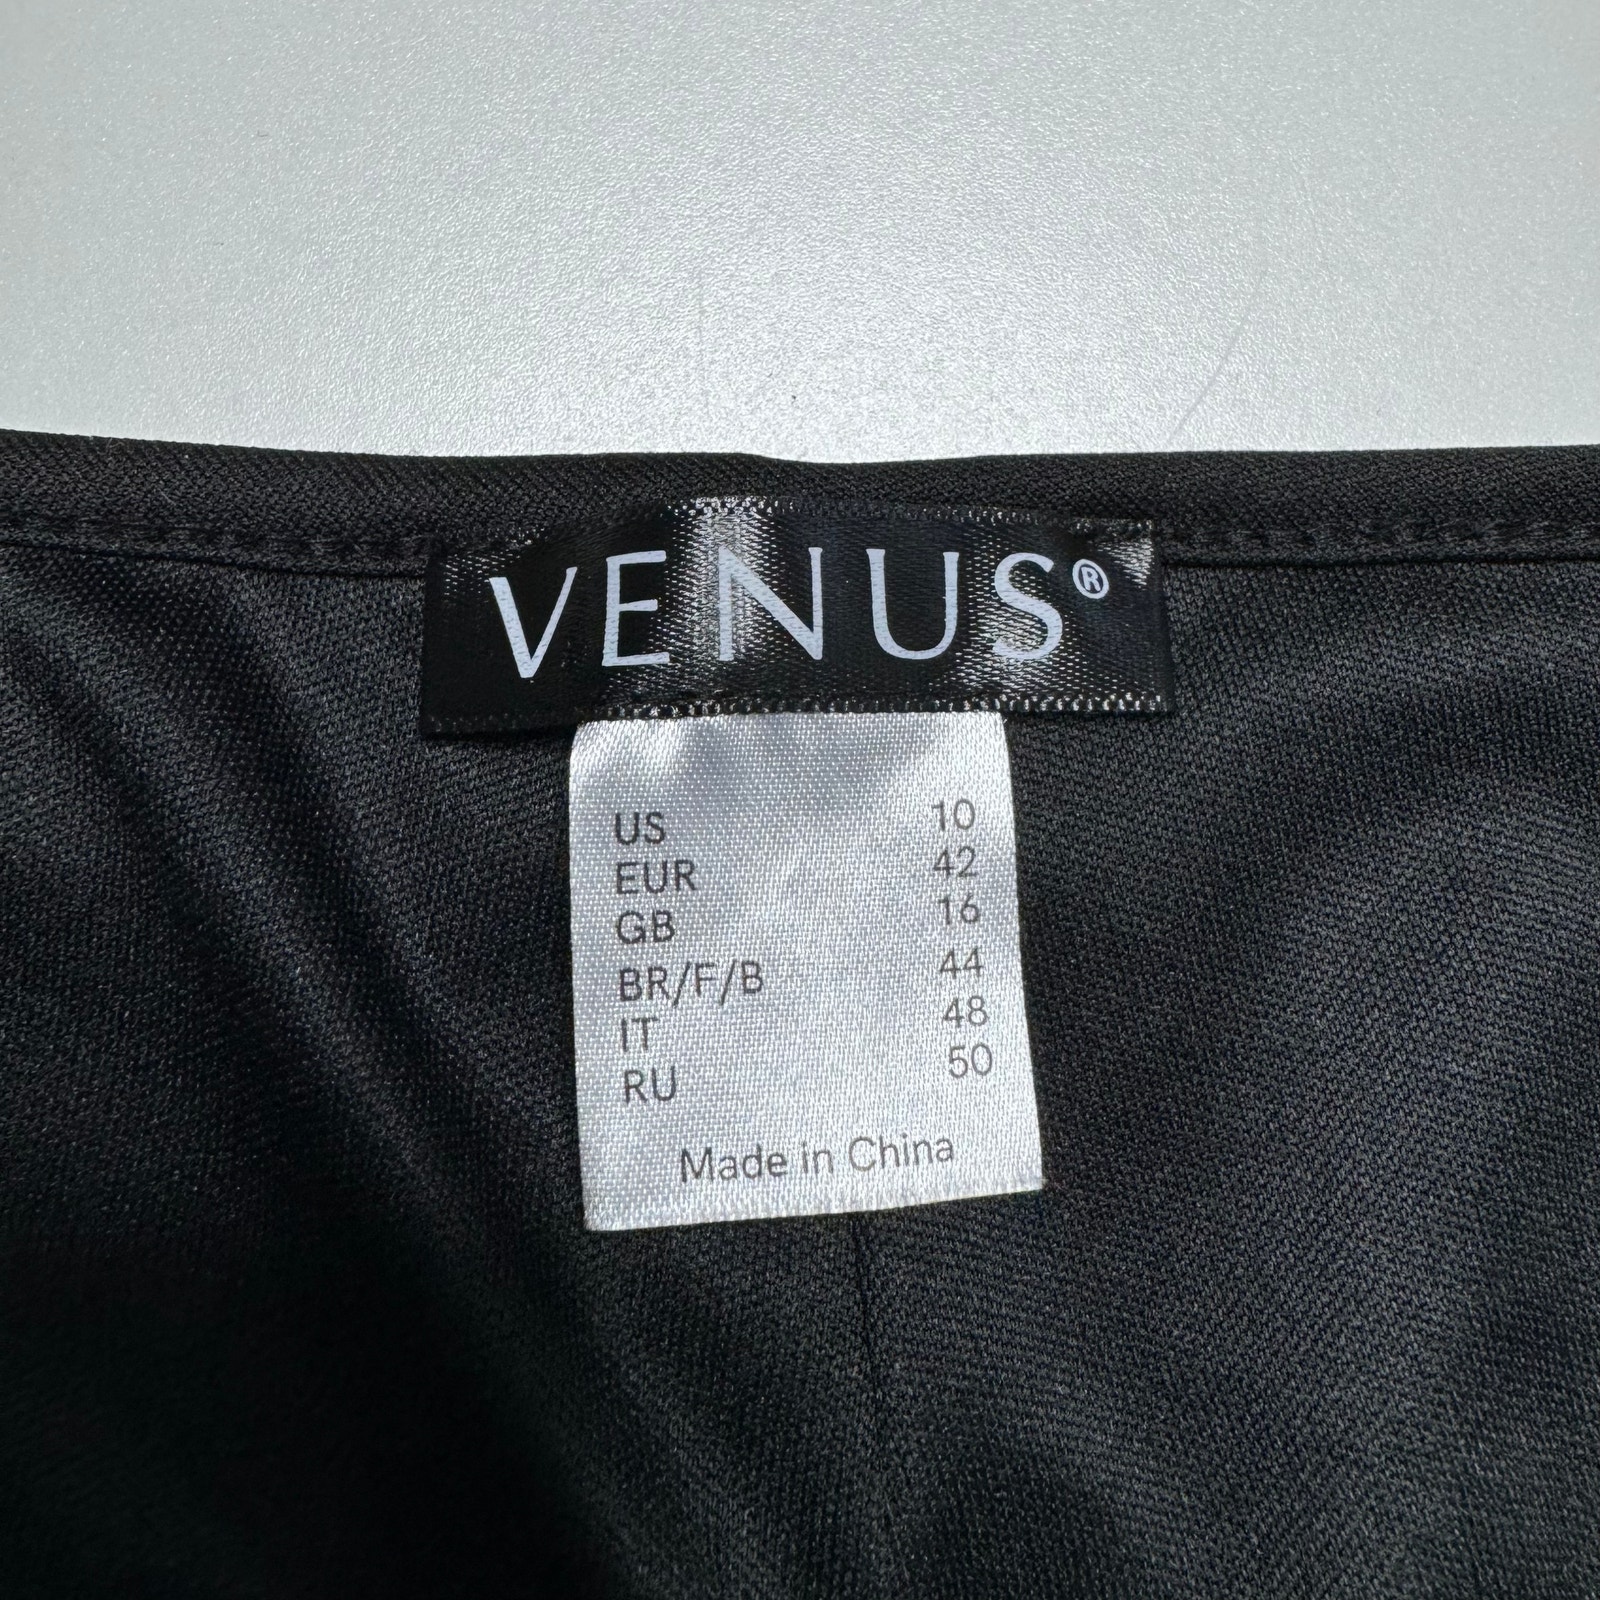 VENUS®
US 10
EUR 42
GB 16
BR/F/B 44
IT 48
RU 50
Made in China